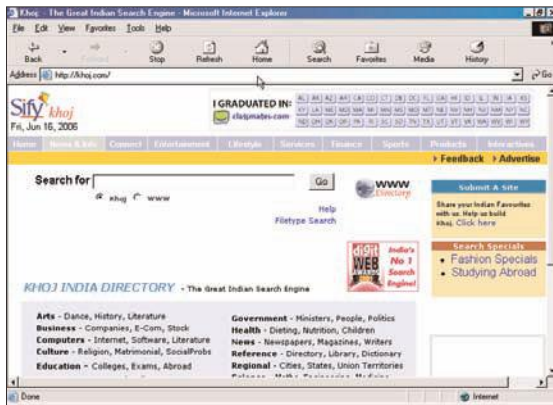 Khoj - The Great Indian Search Engine - Microsoft Internet Explorer
File Edit View Favorites Tools Help
Back Stop Refresh Home Search Favorites Media History
Address http://khoj.com/ Go
Sify khoj
Fri, Jun 16, 2006
I GRADUATED IN:
classmates.com
Home News & Info Connect Entertainment Lifestyle Services Finance Sports Products Interactives
Feedback Advertise
Search for Go
Khoj WWW
Help
Filetype Search
WWW Directory
Submit A Site
Share your Indian Favourites
with us. Help us build
khoj. Click here
digit WEB AWARDS
India's No 1 Search Engine!
Search Specials
Fashion Specials
Studying Abroad
KHOJ INDIA DIRECTORY - The Great Indian Search Engine
Arts - Dance, History, Literature
Business - Companies, E-Com, Stock
Computers - Internet, Software, Literature
Culture - Religion, Matrimonial, SocialProbs
Education - Colleges, Exams, Abroad
Government - Ministers, People, Politics
Health - Dieting, Nutrition, Children
News - Newspapers, Magazines, Writers
Reference - Directory, Library, Dictionary
Regional - Cities, States, Union Territories
Done Internet